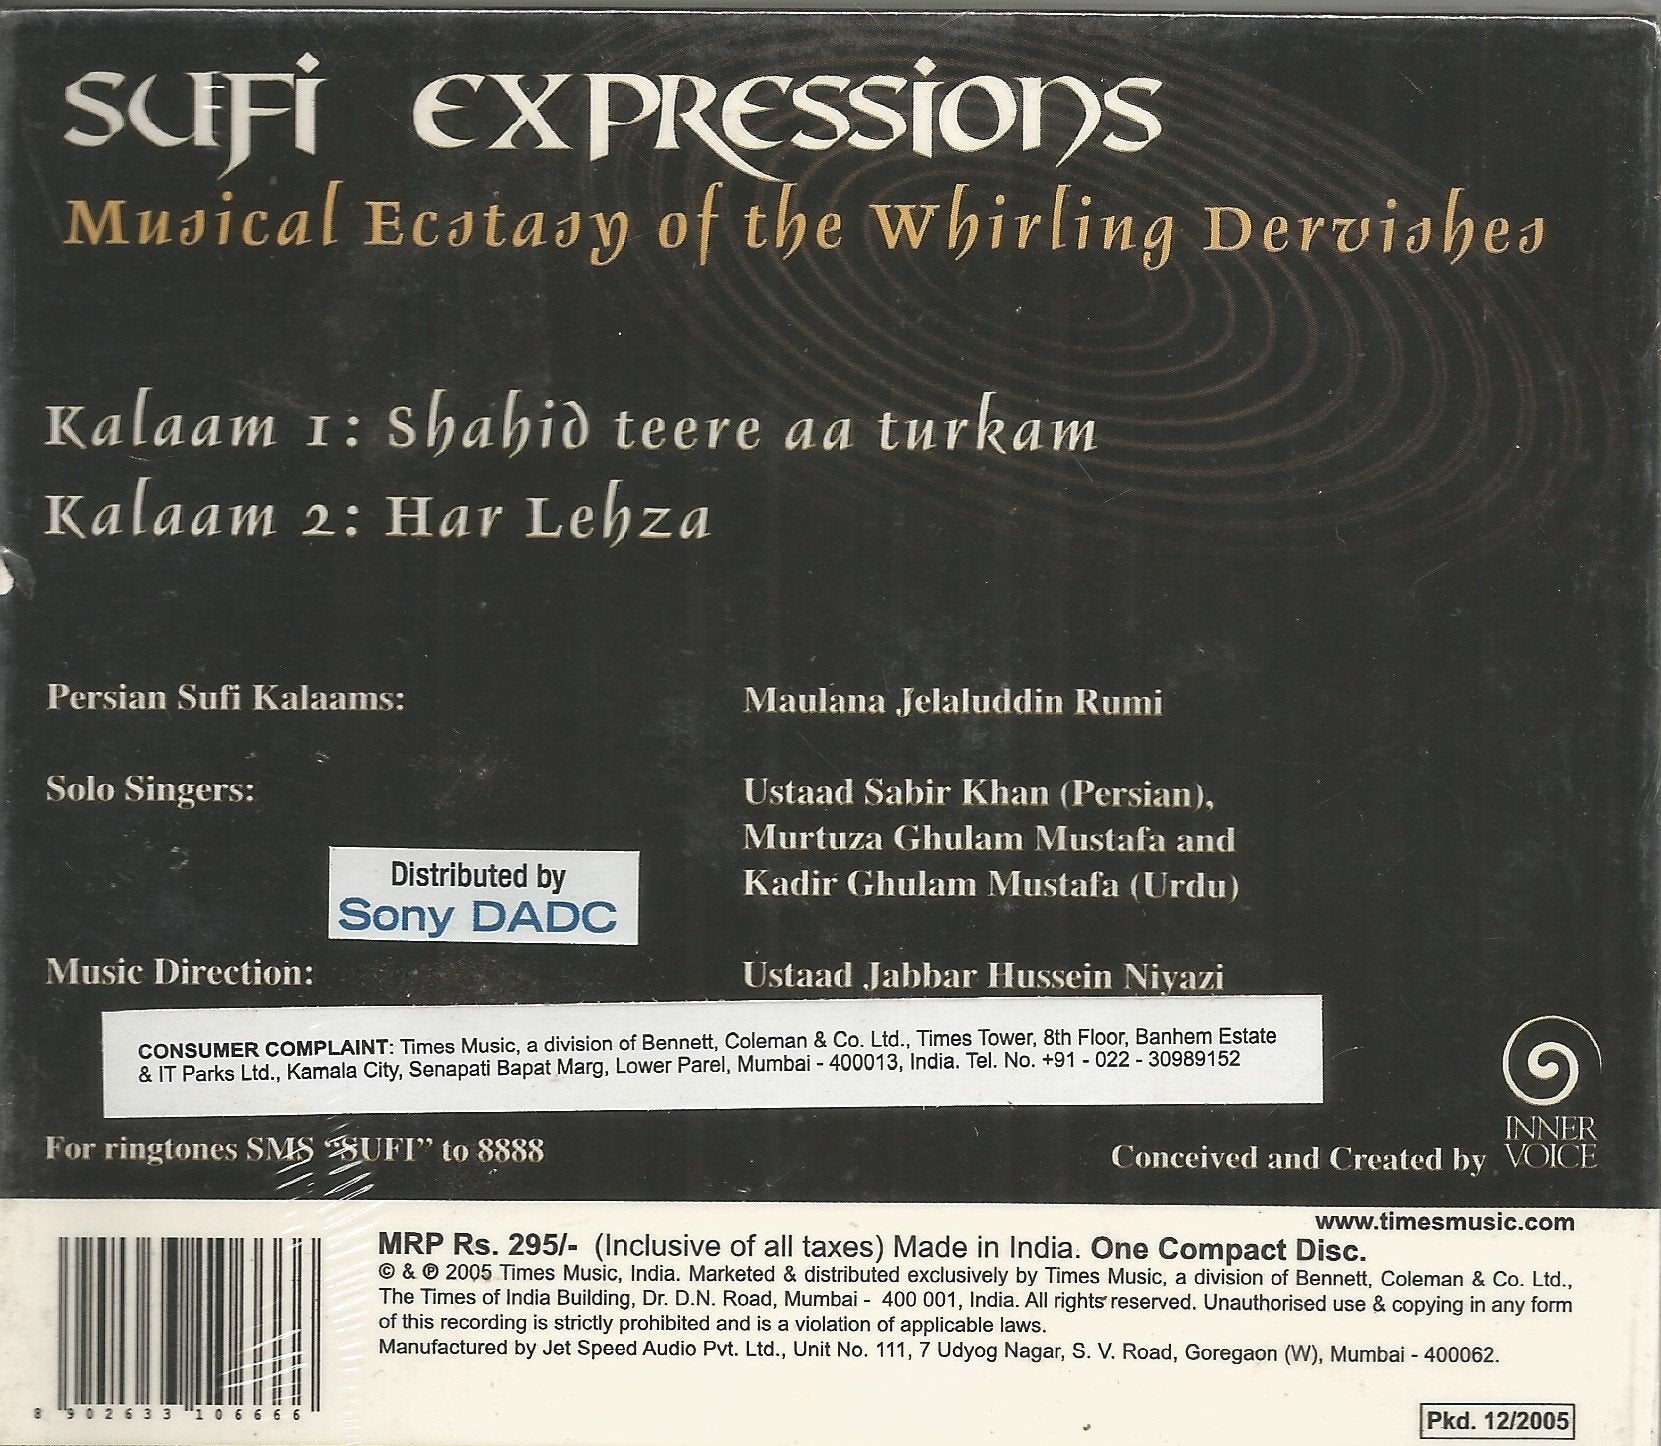 SUFi EXPRESSiONS
Musical Ecstasy of the Whirling Dervishes
Kalaam 1: Shahid teere aa turkam
Kalaam 2: Har Lehza
Persian Sufi Kalaams: Maulana Jelaluddin Rumi
Solo Singers: Ustaad Sabir Khan (Persian),
Murtuza Ghulam Mustafa and
Kadir Ghulam Mustafa (Urdu)
Distributed by
Sony DADC
Music Direction: Ustaad Jabbar Hussein Niyazi
CONSUMER COMPLAINT: Times Music, a division of Bennett, Coleman & Co. Ltd., Times Tower, 8th Floor, Banhem Estate
& IT Parks Ltd., Kamala City, Senapati Bapat Marg, Lower Parel, Mumbai - 400013, India. Tel. No. +91 - 022 - 30989152
For ringtones SMS “SUFI” to 8888
Conceived and Created by
INNER
VOICE
www.timesmusic.com
MRP Rs. 295/- (Inclusive of all taxes) Made in India. One Compact Disc.
© & ℗ 2005 Times Music, India. Marketed & distributed exclusively by Times Music, a division of Bennett, Coleman & Co. Ltd.,
The Times of India Building, Dr. D.N. Road, Mumbai - 400 001, India. All rights reserved. Unauthorised use & copying in any form
of this recording is strictly prohibited and is a violation of applicable laws.
Manufactured by Jet Speed Audio Pvt. Ltd., Unit No. 111, 7 Udyog Nagar, S. V. Road, Goregaon (W), Mumbai - 400062.
8 902633 106666
Pkd. 12/2005